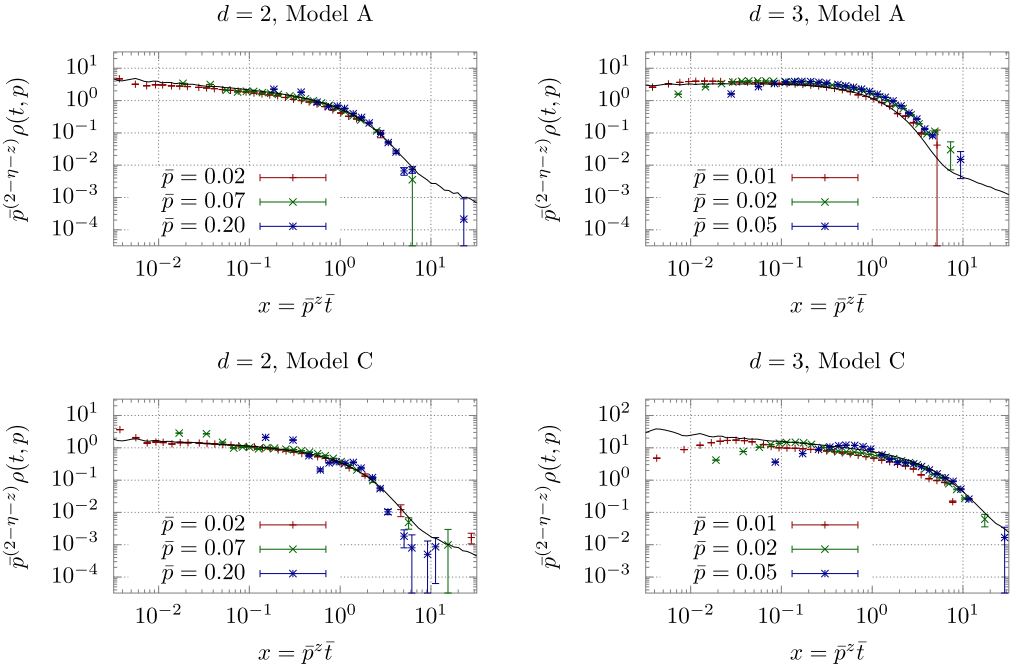 d = 2, Model A
p̄^(2−η−z) ρ(t, p)
10^1
10^0
10^−1
10^−2
10^−3
10^−4
p̄ = 0.02
p̄ = 0.07
p̄ = 0.20
10^−2 10^−1 10^0 10^1
x = p̄^z t̄
d = 3, Model A
p̄^(2−η−z) ρ(t, p)
10^1
10^0
10^−1
10^−2
10^−3
10^−4
p̄ = 0.01
p̄ = 0.02
p̄ = 0.05
10^−2 10^−1 10^0 10^1
x = p̄^z t̄
d = 2, Model C
p̄^(2−η−z) ρ(t, p)
10^1
10^0
10^−1
10^−2
10^−3
10^−4
p̄ = 0.02
p̄ = 0.07
p̄ = 0.20
10^−2 10^−1 10^0 10^1
x = p̄^z t̄
d = 3, Model C
p̄^(2−η−z) ρ(t, p)
10^2
10^1
10^0
10^−1
10^−2
10^−3
p̄ = 0.01
p̄ = 0.02
p̄ = 0.05
10^−2 10^−1 10^0 10^1
x = p̄^z t̄